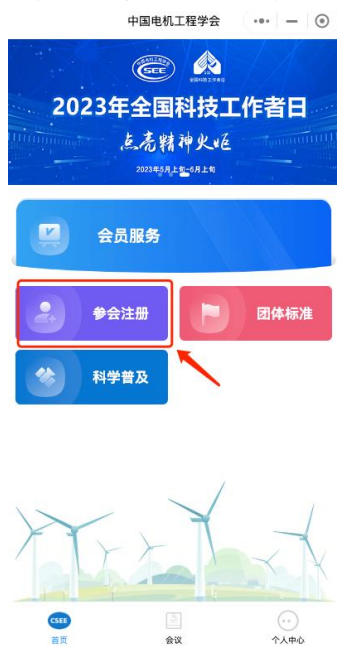 中国电机工程学会
CSEE
2023年全国科技工作者日
点亮精神火炬
2023年5月上旬-6月上旬
会员服务
参会注册
团体标准
科学普及
CSEE
首页
会议
个人中心